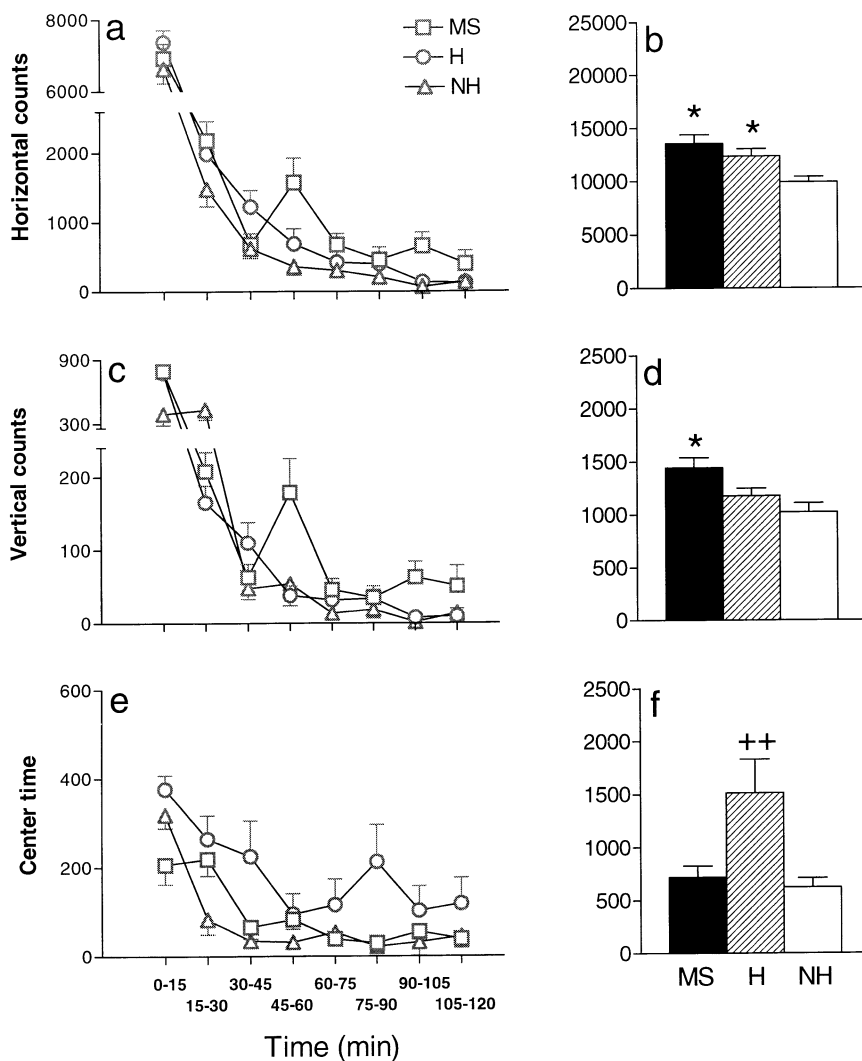 a
Horizontal counts
8000
6000
2000
1000
0
MS
H
NH
b
25000
20000
15000
10000
5000
0
*
*
c
Vertical counts
900
300
200
100
0
d
2500
2000
1500
1000
500
0
*
e
Center time
600
400
200
0
0-15
15-30
30-45
45-60
60-75
75-90
90-105
105-120
Time (min)
f
2500
2000
1500
1000
500
0
++
MS
H
NH